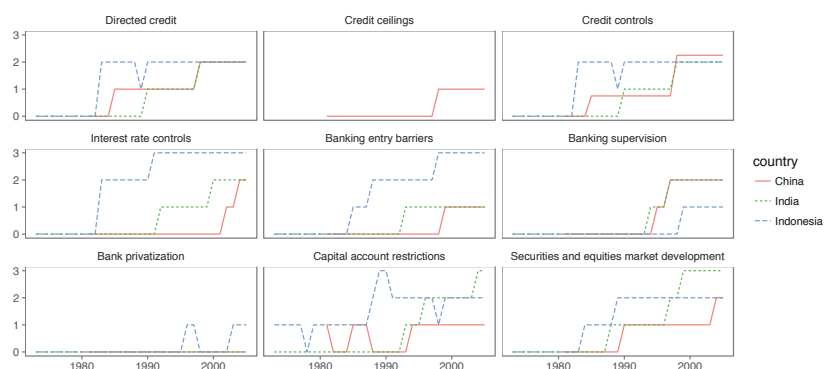 Directed credit
Credit ceilings
Credit controls
3
2
1
0
Interest rate controls
Banking entry barriers
Banking supervision
3
2
1
0
country
China
India
Indonesia
Bank privatization
Capital account restrictions
Securities and equities market development
3
2
1
0
1980 1990 2000 1980 1990 2000 1980 1990 2000